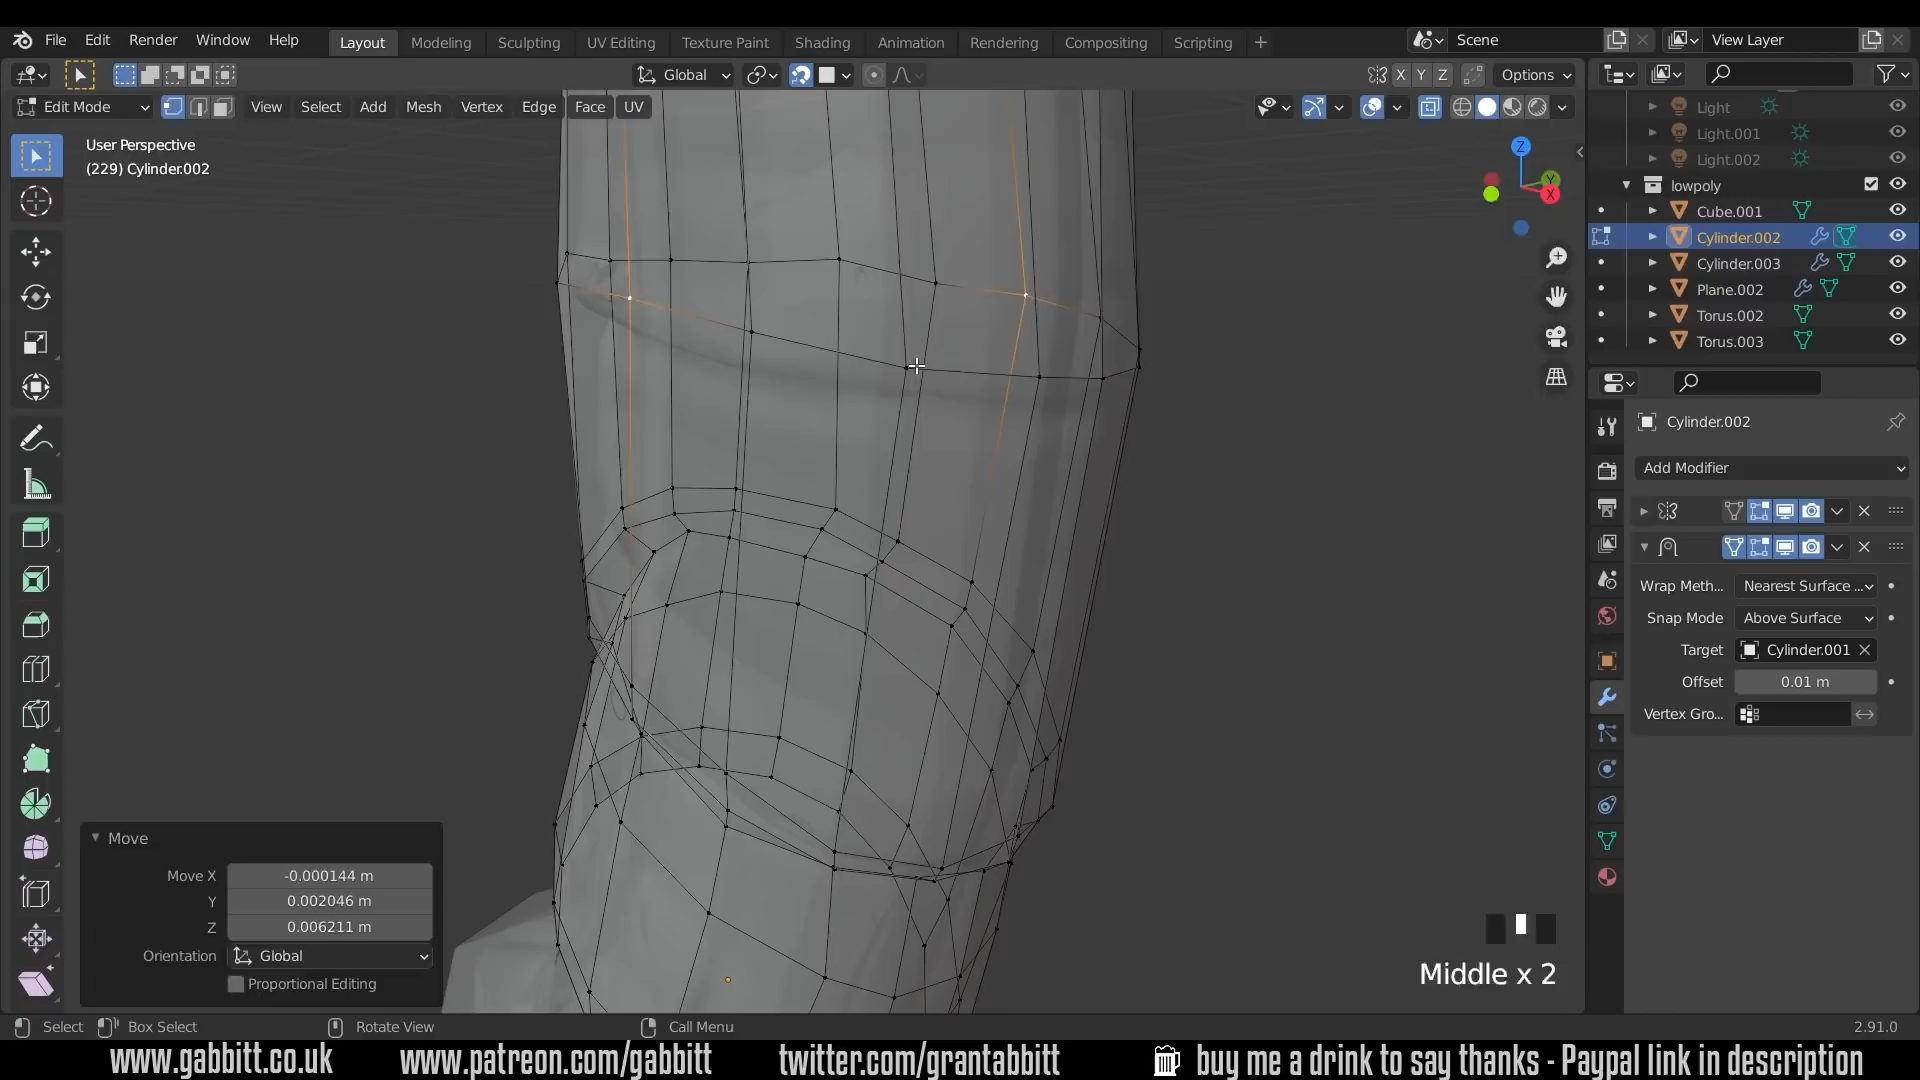 File Edit Render Window Help Layout Modeling Sculpting UV Editing Texture Paint Shading Animation Rendering Compositing Scripting Scene View Layer
Global X Y Z Options
Edit Mode View Select Add Mesh Vertex Edge Face UV
User Perspective
(229) Cylinder.002
Z
Y
X
Light
Light.001
Light.002
lowpoly
Cube.001
Cylinder.002
Cylinder.003
Plane.002
Torus.002
Torus.003
Cylinder.002
Add Modifier
Wrap Meth... Nearest Surface ...
Snap Mode Above Surface
Target Cylinder.001
Offset 0.01 m
Vertex Gro...
Move
Move X -0.000144 m
Y 0.002046 m
Z 0.006211 m
Orientation Global
Proportional Editing
Middle x 2
Select Box Select Rotate View Call Menu 2.91.0
www.gabbitt.co.uk www.patreon.com/gabbitt twitter.com/grantabbitt buy me a drink to say thanks - Paypal link in description